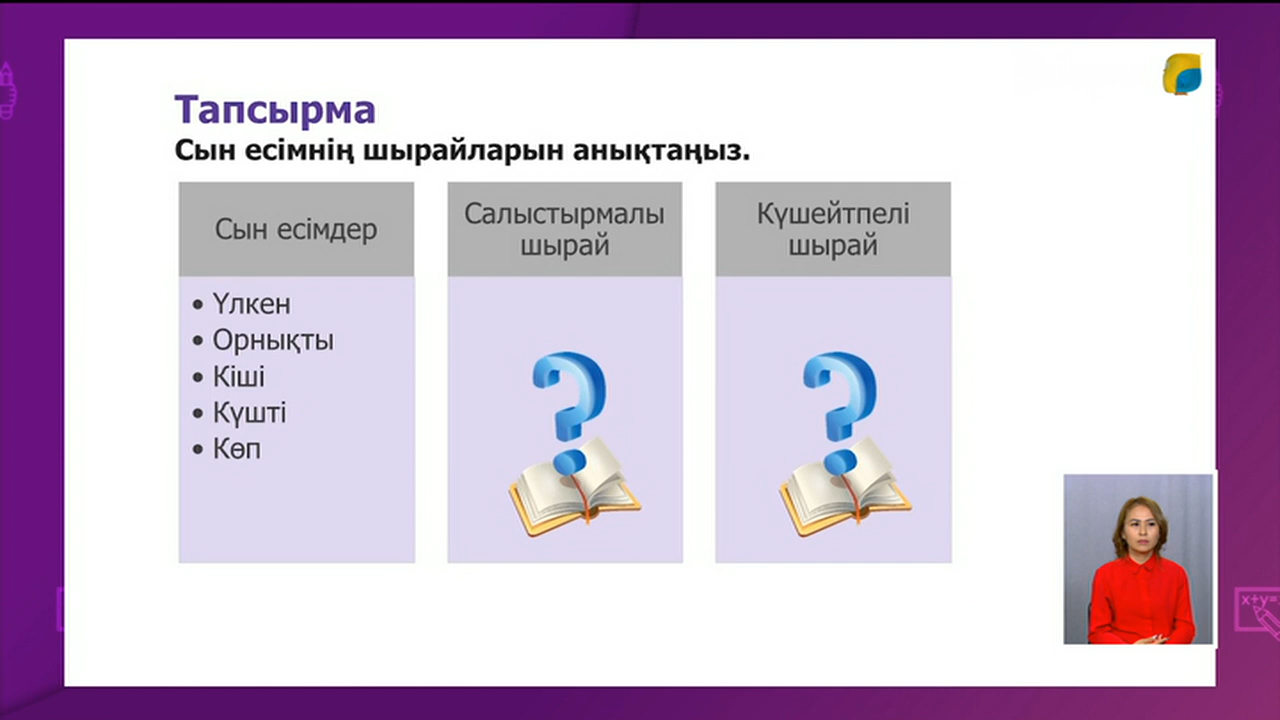 Тапсырма
Сын есімнің шырайларын анықтаңыз.
Сын есімдер
• Үлкен
• Орнықты
• Кіші
• Күшті
• Көп
Салыстырмалы
шырай
?
Күшейтпелі
шырай
?
x+y=